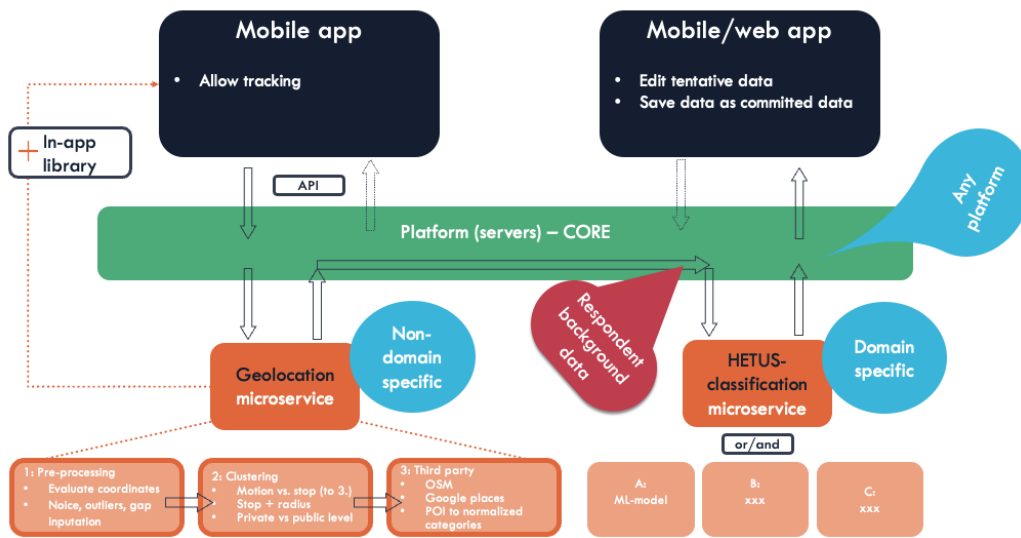 Mobile app
• Allow tracking
Mobile/web app
• Edit tentative data
• Save data as committed data
+ In-app
library
API
Any
platform
Platform (servers) – CORE
Respondent
background
data
Non-
domain
specific
Geolocation
microservice
HETUS-
classification
microservice
Domain
specific
or/and
1: Pre-processing
• Evaluate coordinates
• Noice, outliers, gap
inputation
2: Clustering
• Motion vs. stop (to 3.)
• Stop + radius
• Private vs public level
3: Third party
• OSM
• Google places
• POI to normalized
categories
A:
ML-model
B:
xxx
C:
xxx